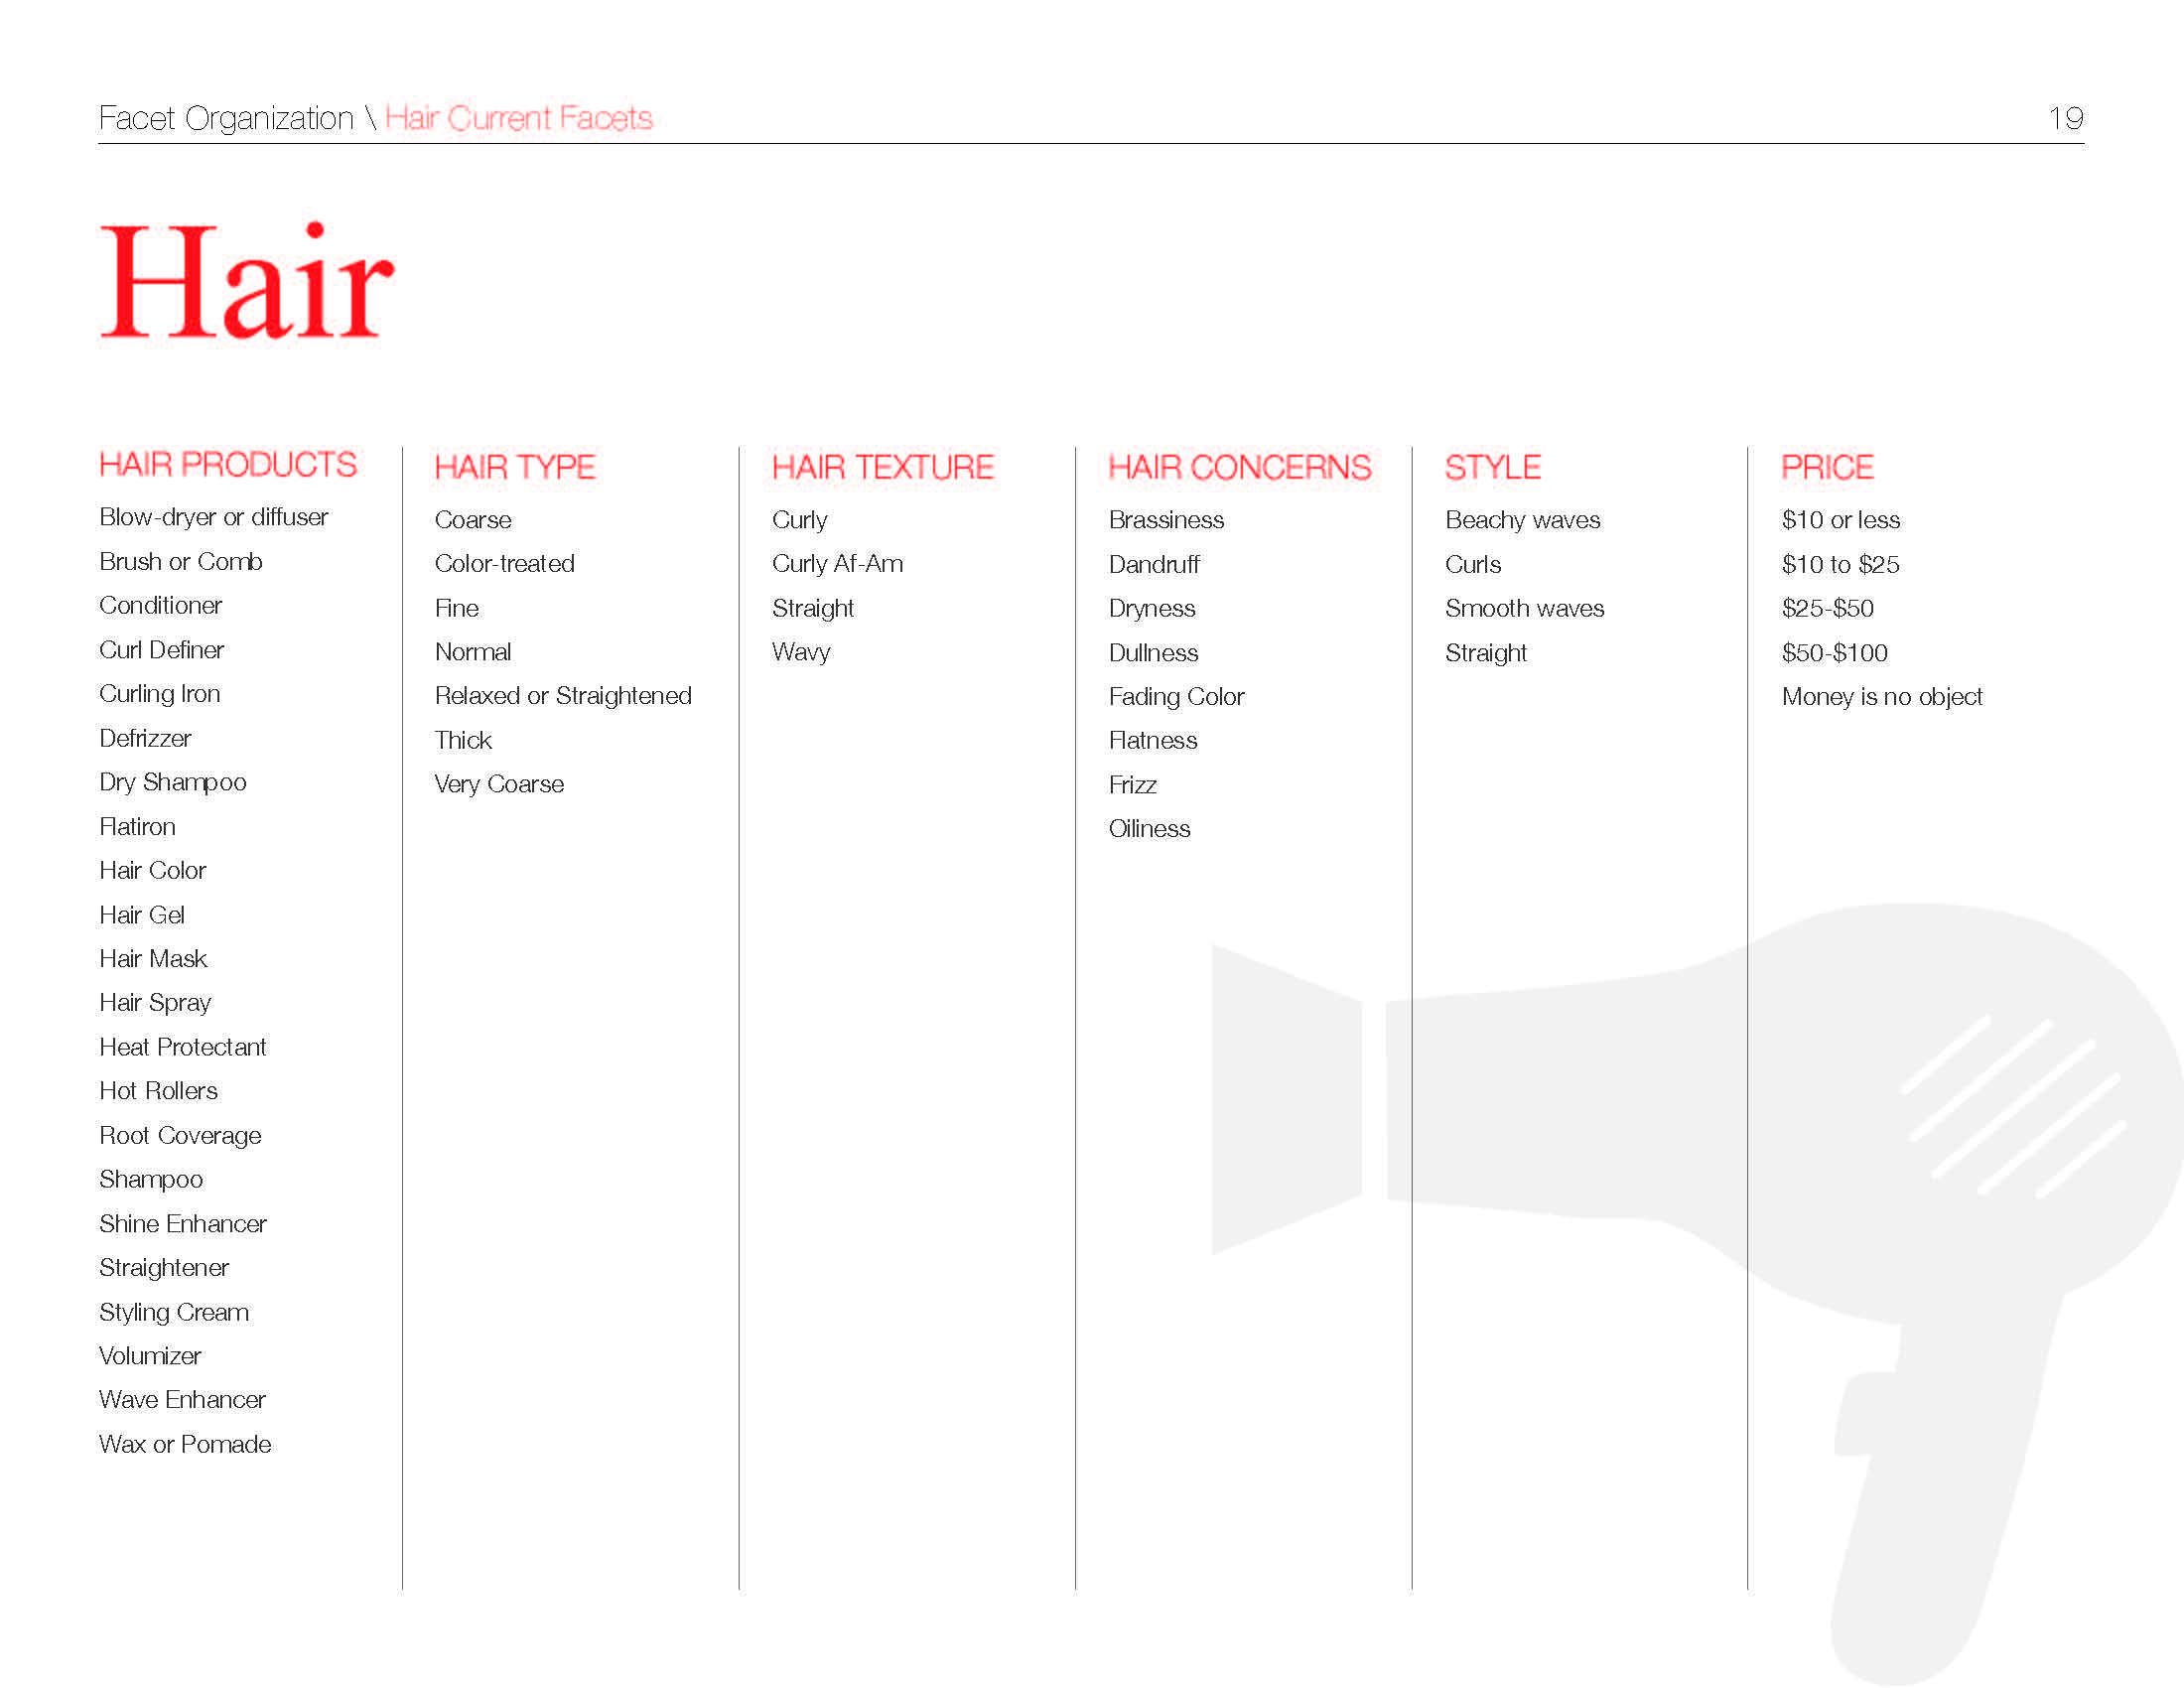 Facet Organization \ Hair Current Facets
19
Hair
HAIR PRODUCTS
Blow-dryer or diffuser
Brush or Comb
Conditioner
Curl Definer
Curling Iron
Defrizzer
Dry Shampoo
Flatiron
Hair Color
Hair Gel
Hair Mask
Hair Spray
Heat Protectant
Hot Rollers
Root Coverage
Shampoo
Shine Enhancer
Straightener
Styling Cream
Volumizer
Wave Enhancer
Wax or Pomade
HAIR TYPE
Coarse
Color-treated
Fine
Normal
Relaxed or Straightened
Thick
Very Coarse
HAIR TEXTURE
Curly
Curly Af-Am
Straight
Wavy
HAIR CONCERNS
Brassiness
Dandruff
Dryness
Dullness
Fading Color
Flatness
Frizz
Oiliness
STYLE
Beachy waves
Curls
Smooth waves
Straight
PRICE
$10 or less
$10 to $25
$25-$50
$50-$100
Money is no object